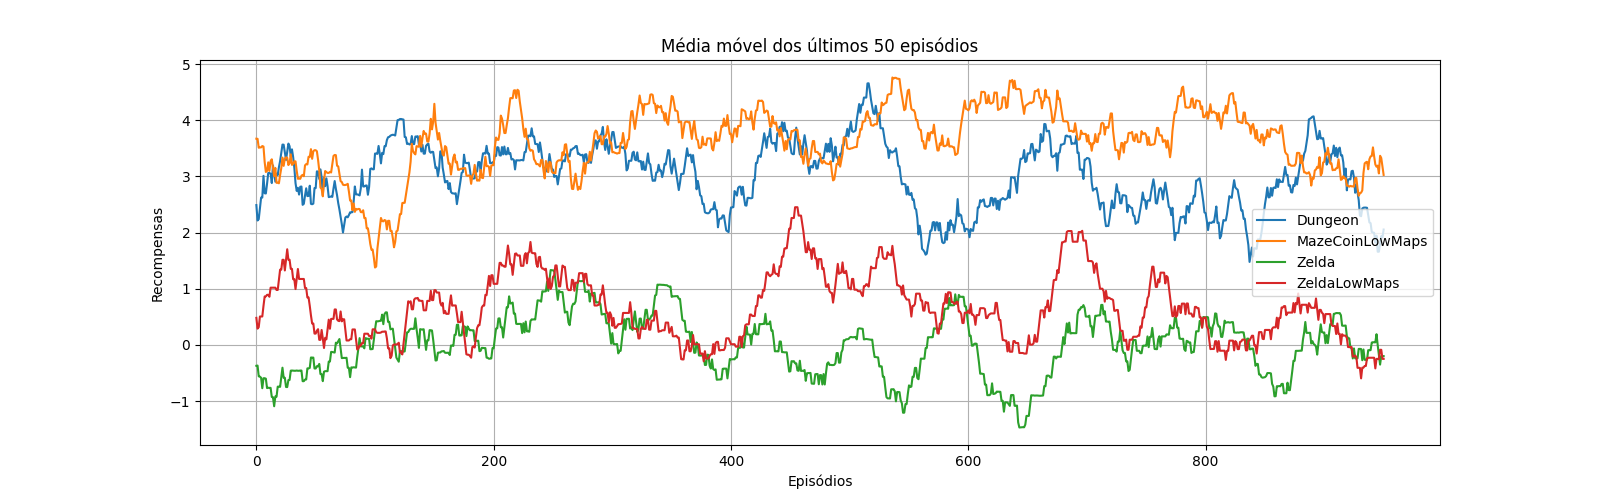 Média móvel dos últimos 50 episódios
5
4
3
2
1
0
−1
Recompensas
0 200 400 600 800
Episódios
Dungeon
MazeCoinLowMaps
Zelda
ZeldaLowMaps